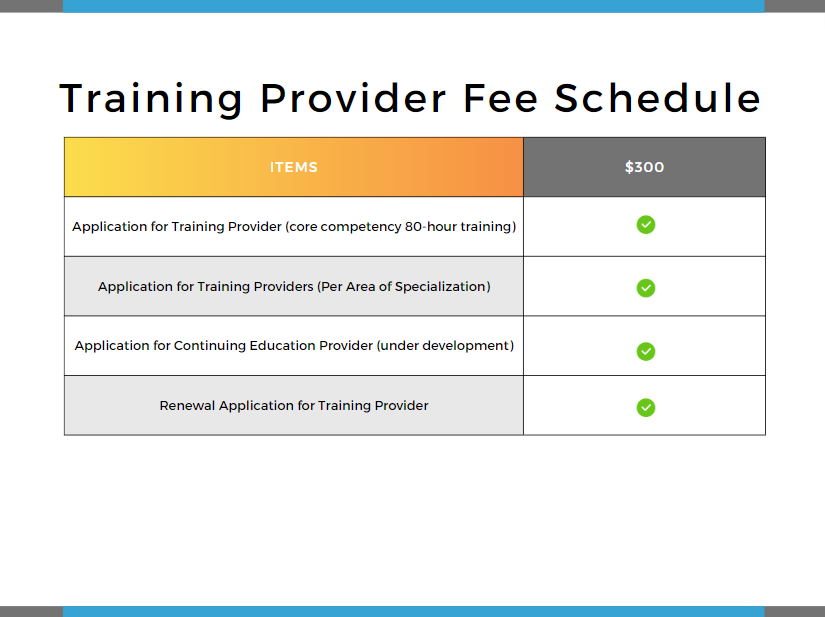 Training Provider Fee Schedule
ITEMS
$300
Application for Training Provider (core competency 80-hour training)
Application for Training Providers (Per Area of Specialization)
Application for Continuing Education Provider (under development)
Renewal Application for Training Provider